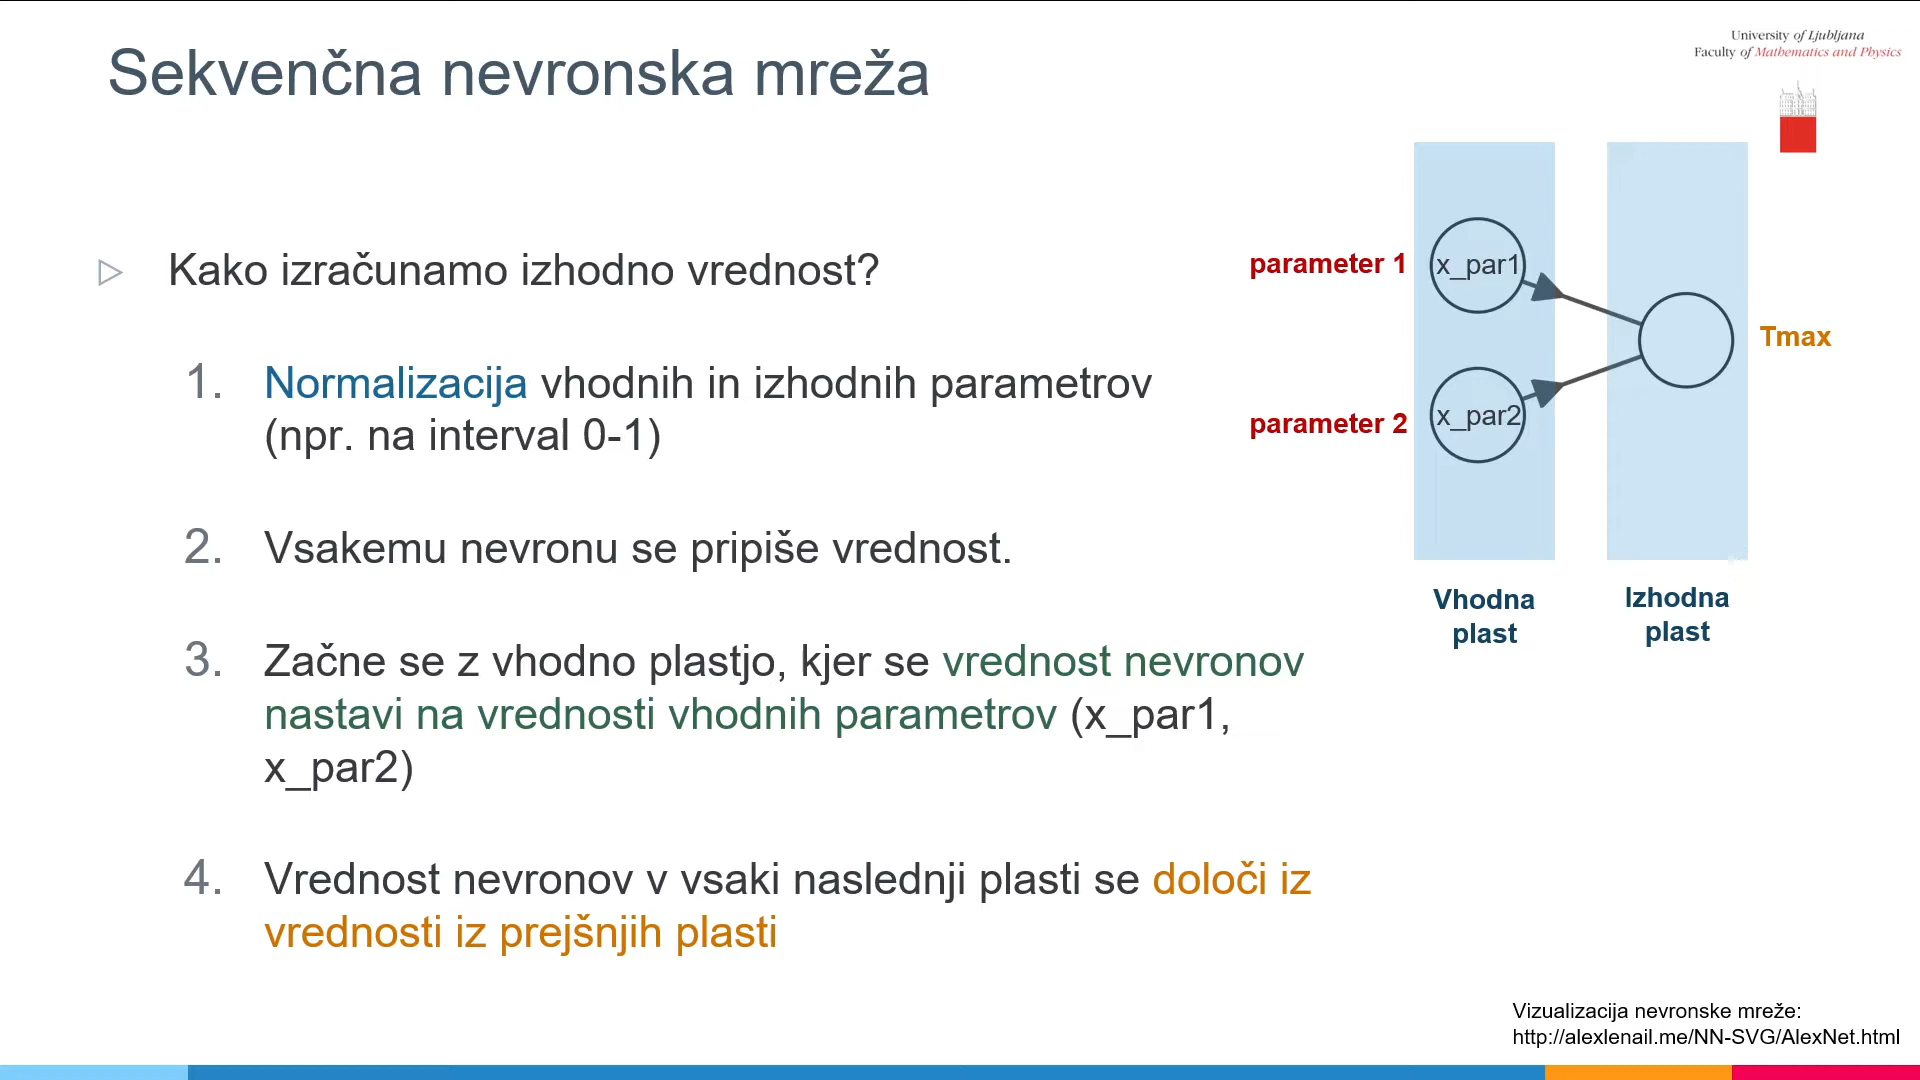 Sekvenčna nevronska mreža
University of Ljubljana
Faculty of Mathematics and Physics
Kako izračunamo izhodno vrednost?
1. Normalizacija vhodnih in izhodnih parametrov
(npr. na interval 0-1)
2. Vsakemu nevronu se pripiše vrednost.
3. Začne se z vhodno plastjo, kjer se vrednost nevronov
nastavi na vrednosti vhodnih parametrov (x_par1,
x_par2)
4. Vrednost nevronov v vsaki naslednji plasti se določi iz
vrednosti iz prejšnjih plasti
parameter 1
x_par1
Tmax
parameter 2
x_par2
Vhodna
plast
Izhodna
plast
Vizualizacija nevronske mreže:
http://alexlenail.me/NN-SVG/AlexNet.html